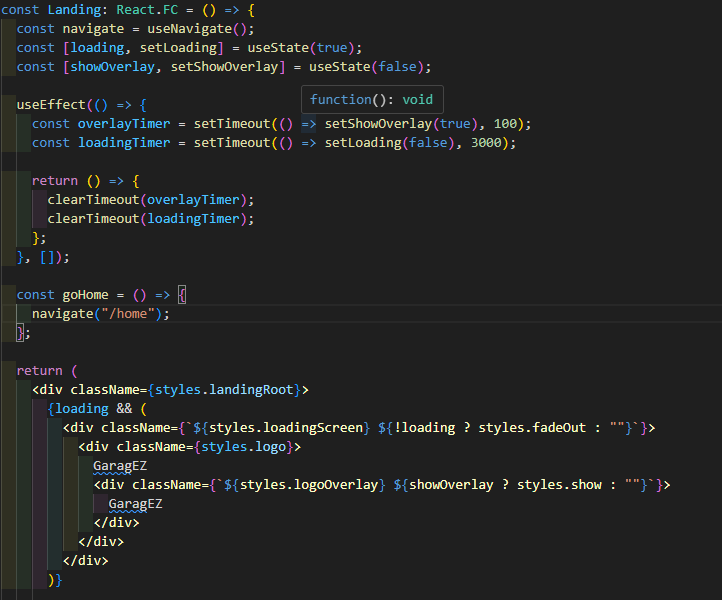 const Landing: React.FC = () => {
  const navigate = useNavigate();
  const [loading, setLoading] = useState(true);
  const [showOverlay, setShowOverlay] = useState(false);

  useEffect(() => {
function(): void
    const overlayTimer = setTimeout(() => setShowOverlay(true), 100);
    const loadingTimer = setTimeout(() => setLoading(false), 3000);

    return () => {
      clearTimeout(overlayTimer);
      clearTimeout(loadingTimer);
    };
  }, []);

  const goHome = () => {
    navigate("/home");
  };

  return (
    <div className={styles.landingRoot}>
      {loading && (
        <div className={`${styles.loadingScreen} ${!loading ? styles.fadeOut : ""}`}>
          <div className={styles.logo}>
            GaragEZ
            <div className={`${styles.logoOverlay} ${showOverlay ? styles.show : ""}`}>
              GaragEZ
            </div>
          </div>
        </div>
      )}